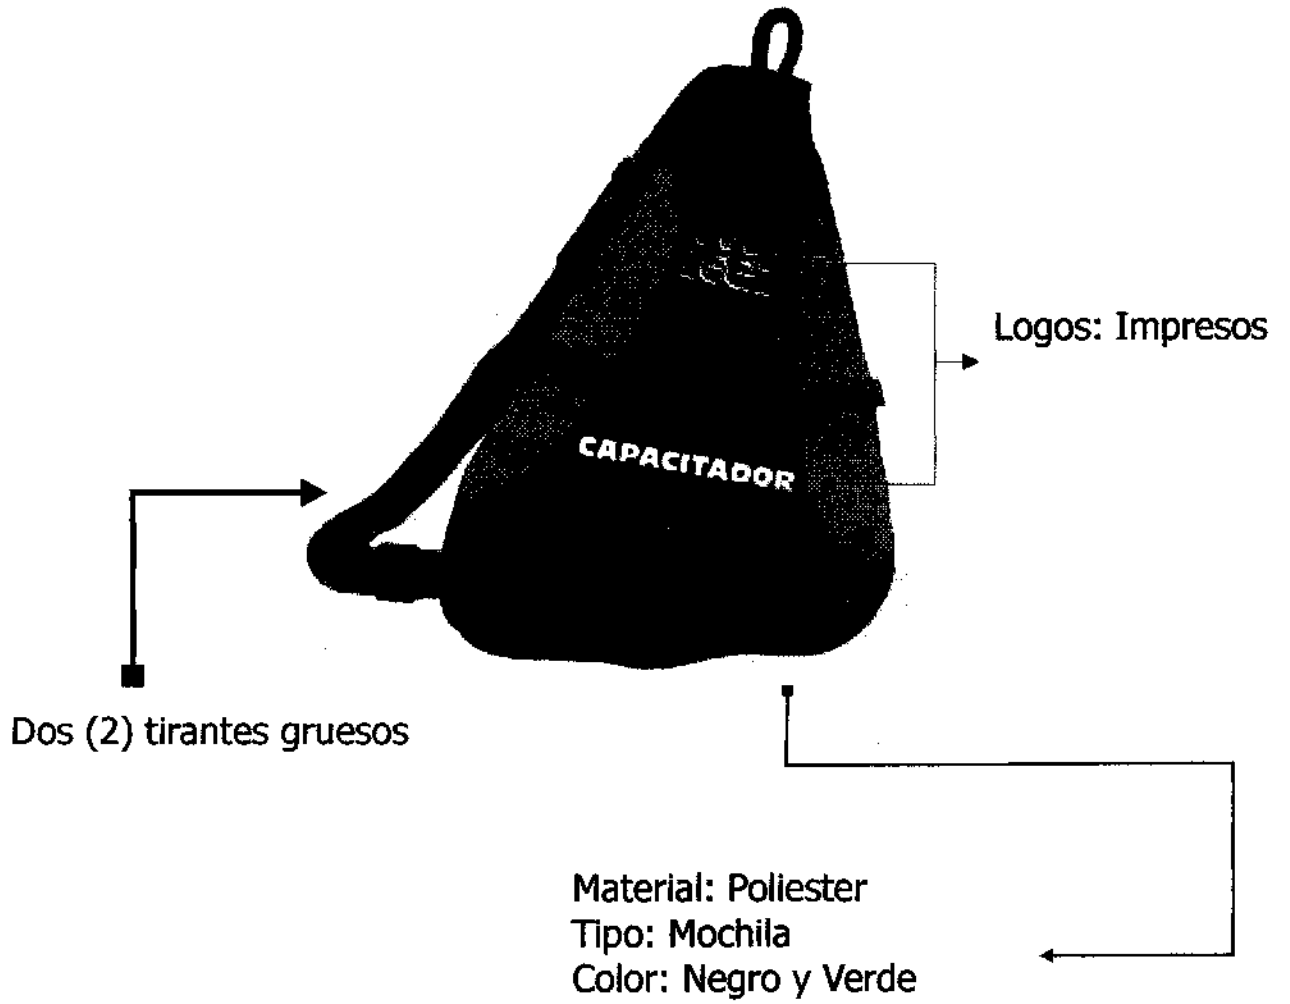 Logos: Impresos
CAPACITADOR
Dos (2) tirantes gruesos
Material: Poliester
Tipo: Mochila
Color: Negro y Verde